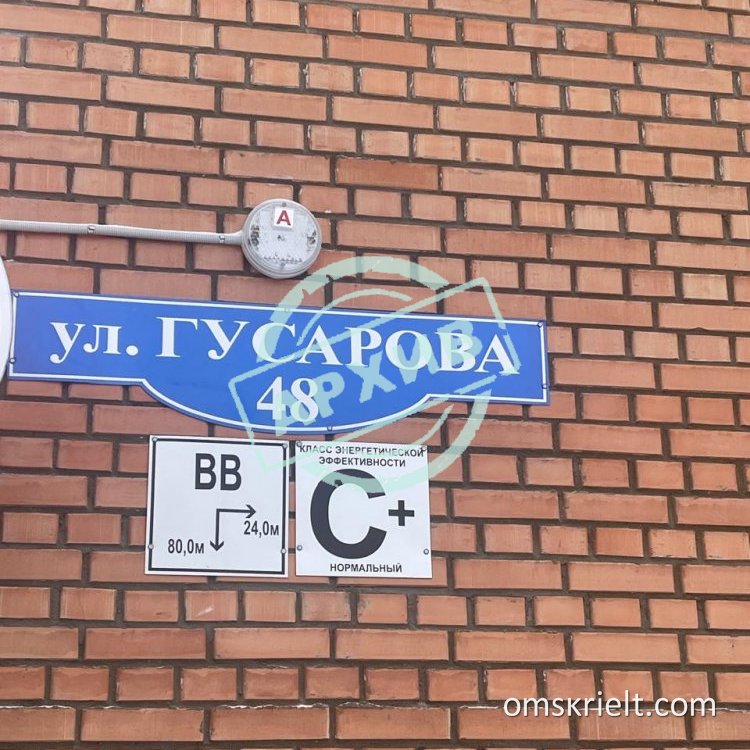 А
ул. ГУСАРОВА
48
АРХИВ
ВВ
24,0м
80,0м
КЛАСС ЭНЕРГЕТИЧЕСКОЙ
ЭФФЕКТИВНОСТИ
С+
НОРМАЛЬНЫЙ
omskrielt.com